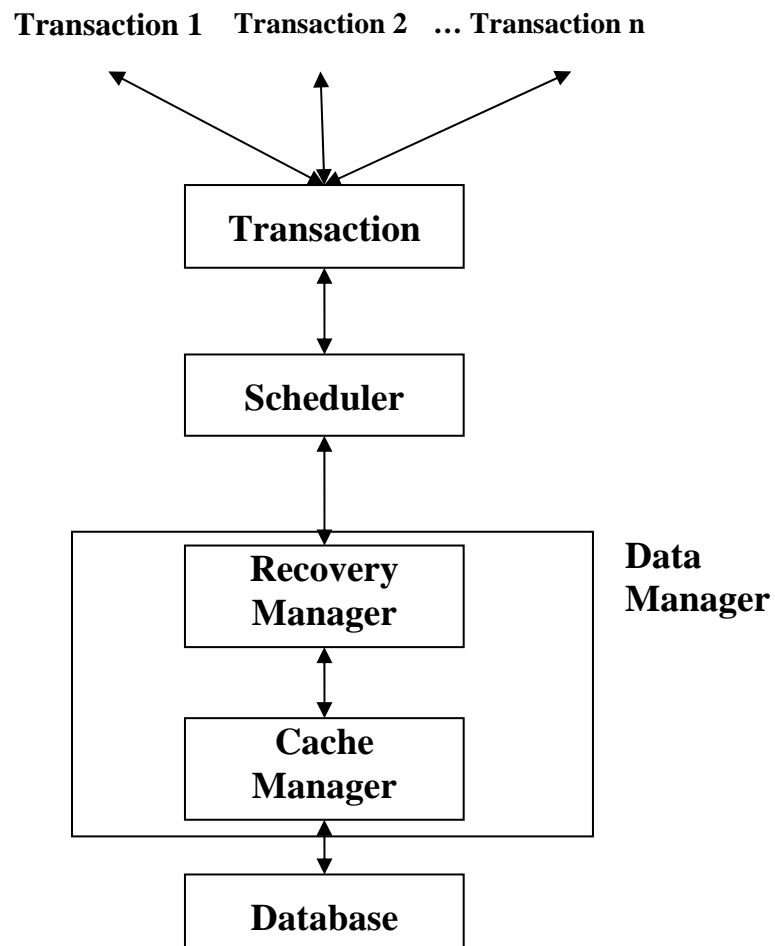 Transaction 1 Transaction 2 … Transaction n
Transaction
Scheduler
Recovery
Manager
Data
Manager
Cache
Manager
Database